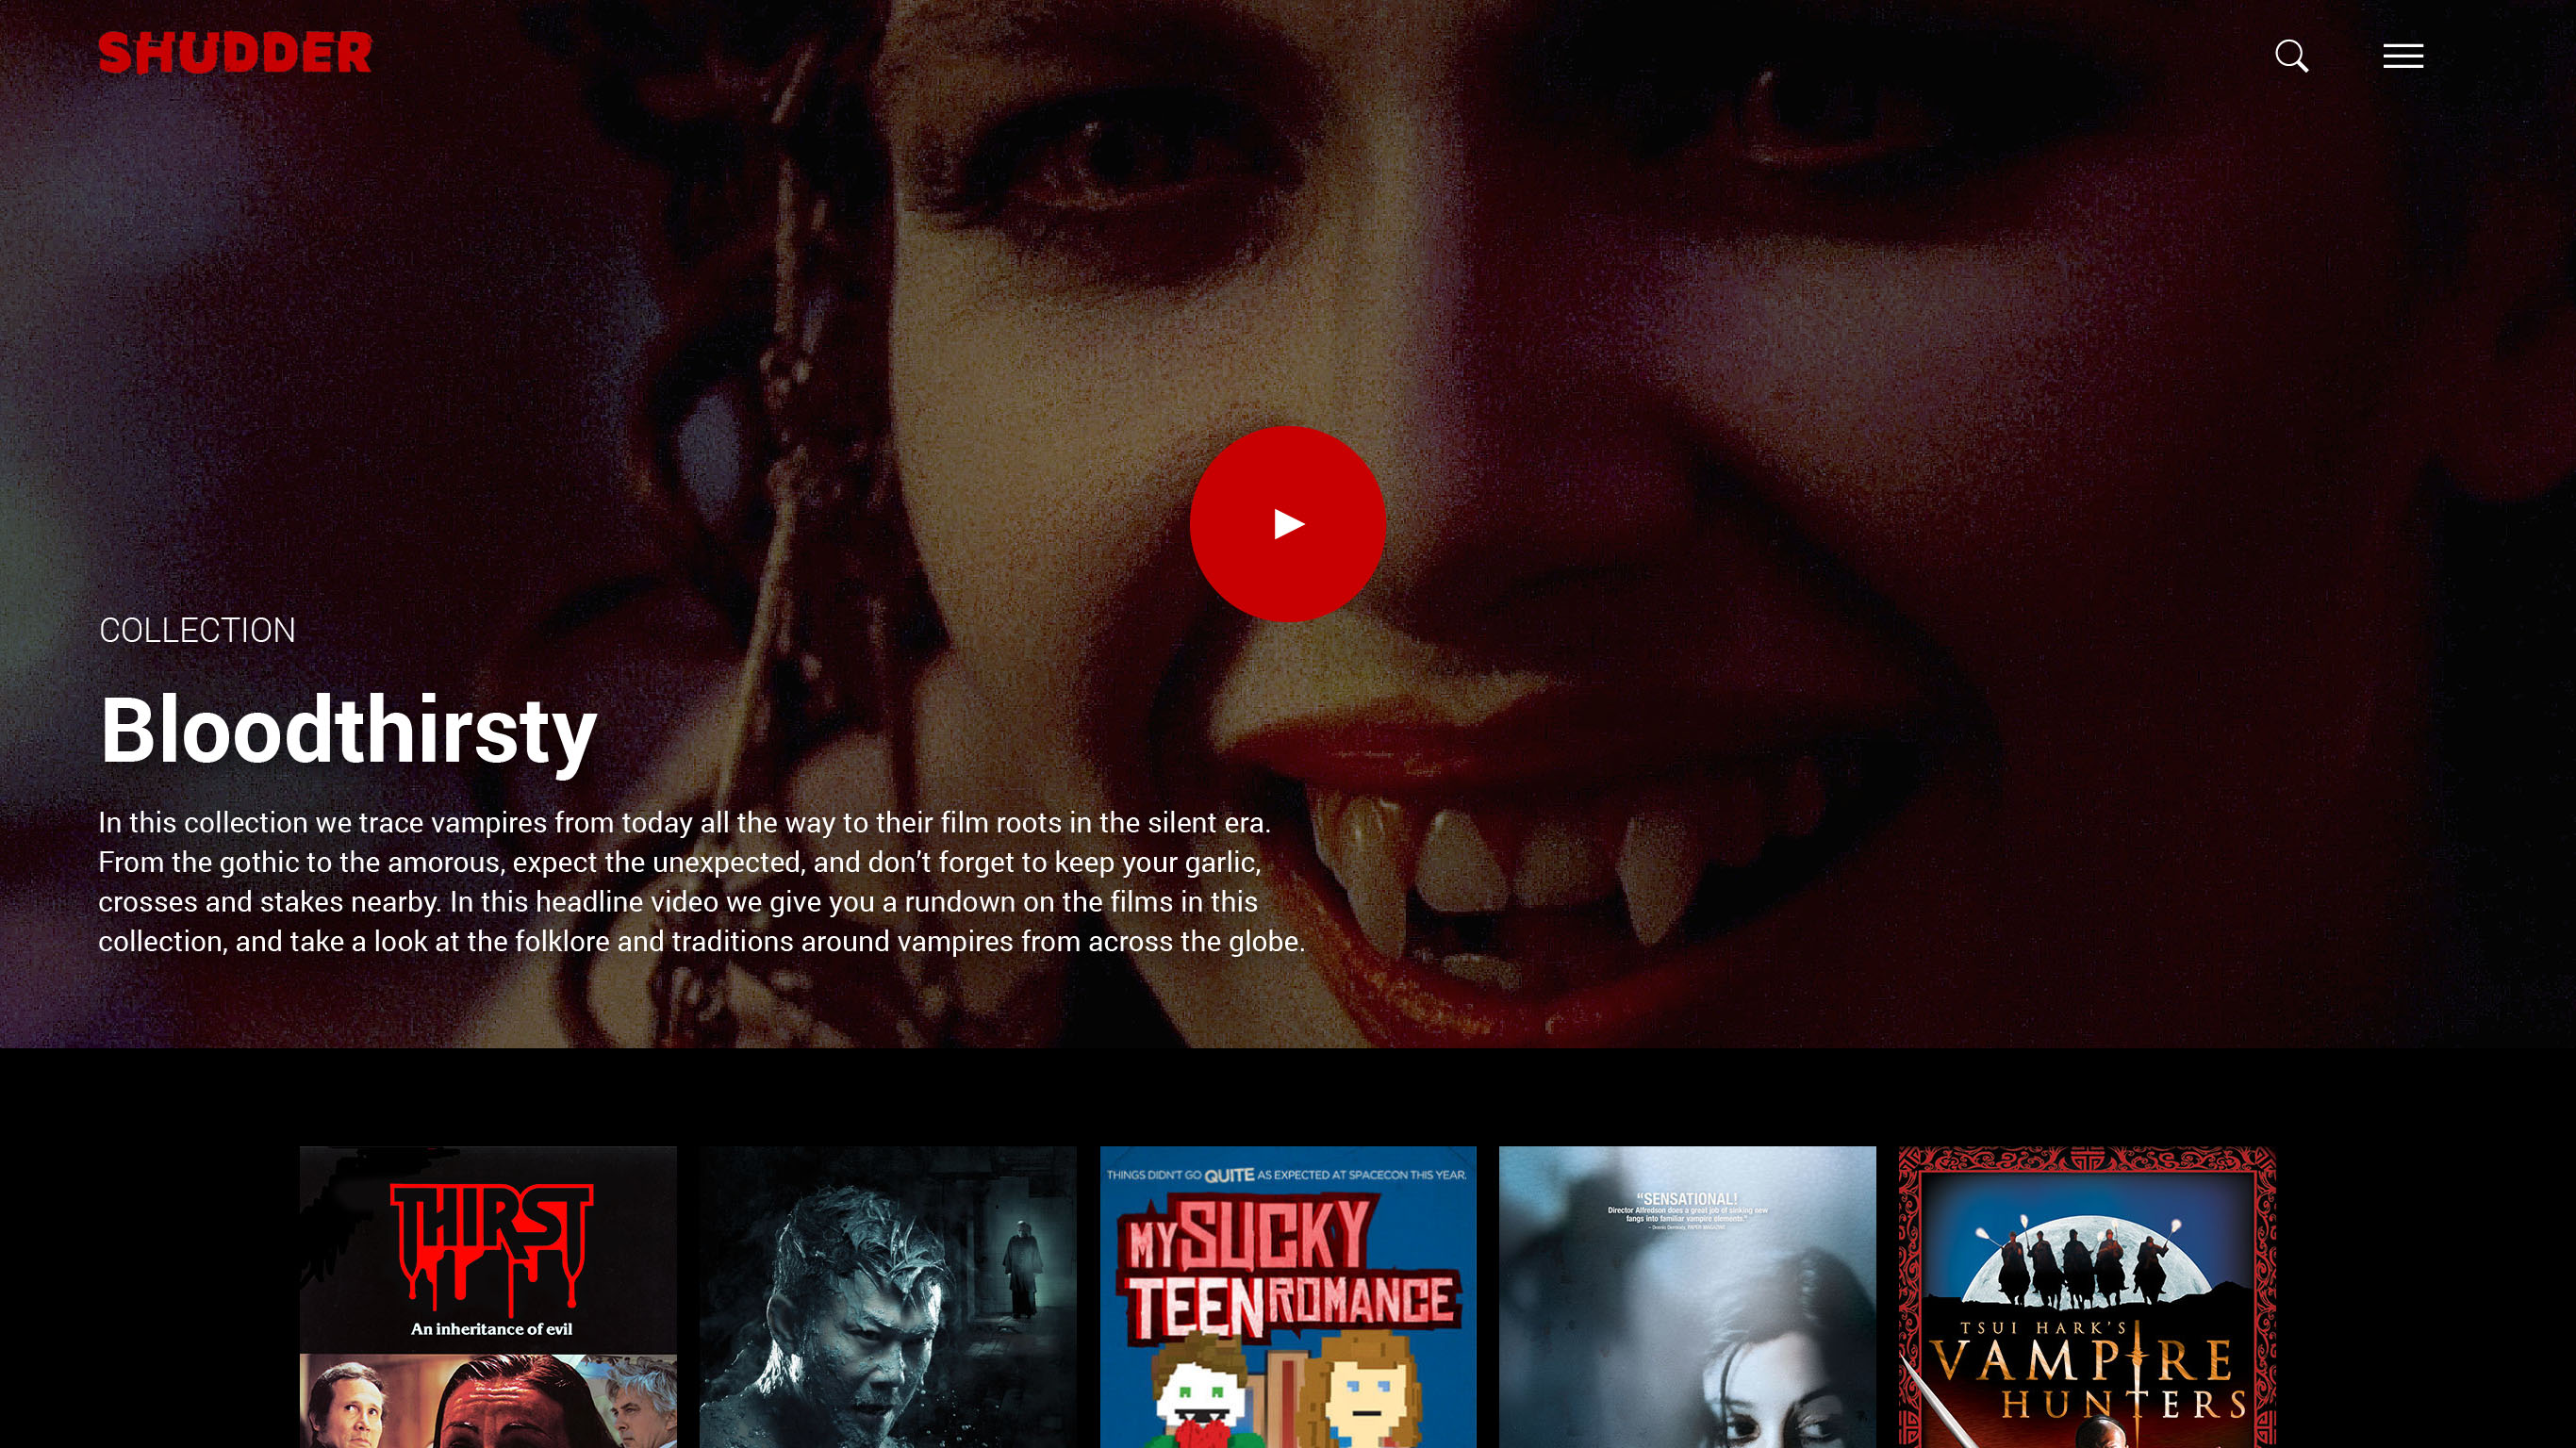 SHUDDER
COLLECTION
Bloodthirsty
In this collection we trace vampires from today all the way to their film roots in the silent era.
From the gothic to the amorous, expect the unexpected, and don’t forget to keep your garlic,
crosses and stakes nearby. In this headline video we give you a rundown on the films in this
collection, and take a look at the folklore and traditions around vampires from across the globe.
THIRST
An inheritance of evil
THINGS DIDN'T GO QUITE AS EXPECTED AT SPACECON THIS YEAR.
MY SUCKY
TEEN ROMANCE
“SENSATIONAL!
Director Alfredson does a great job of sinking new
fangs into familiar vampire elements.”
TSUI HARK'S
VAMPIRE
HUNTERS